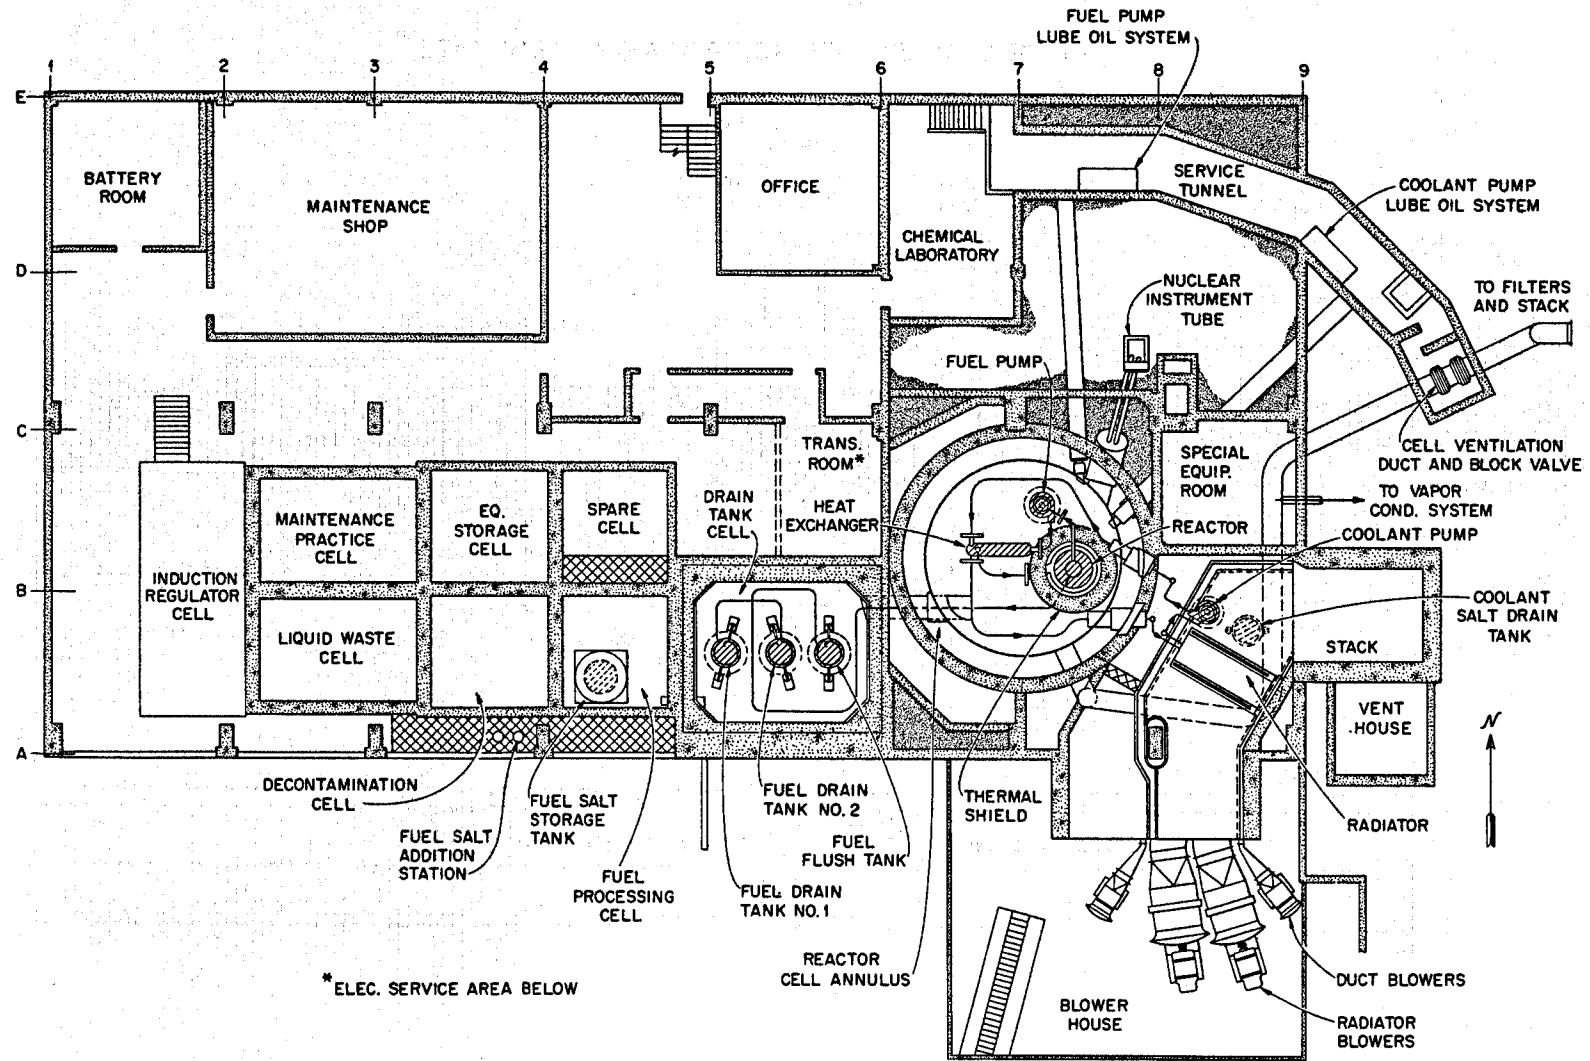 FUEL PUMP
LUBE OIL SYSTEM
1
2
3
4
5
6
7
8
9
E
BATTERY
ROOM
MAINTENANCE
SHOP
OFFICE
SERVICE
TUNNEL
COOLANT PUMP
LUBE OIL SYSTEM
CHEMICAL
LABORATORY
D
NUCLEAR
INSTRUMENT
TUBE
TO FILTERS
AND STACK
FUEL PUMP
C
TRANS.
ROOM*
SPECIAL
EQUIP.
ROOM
CELL VENTILATION
DUCT AND BLOCK VALVE
MAINTENANCE
PRACTICE
CELL
EQ.
STORAGE
CELL
SPARE
CELL
DRAIN
TANK
CELL
HEAT
EXCHANGER
REACTOR
TO VAPOR
COND. SYSTEM
COOLANT PUMP
B
INDUCTION
REGULATOR
CELL
LIQUID WASTE
CELL
COOLANT
SALT DRAIN
TANK
STACK
VENT
HOUSE
N
A
DECONTAMINATION
CELL
FUEL SALT
STORAGE
TANK
FUEL DRAIN
TANK NO. 2
THERMAL
SHIELD
RADIATOR
FUEL SALT
ADDITION
STATION
FUEL
FLUSH TANK
FUEL
PROCESSING
CELL
FUEL DRAIN
TANK NO. 1
REACTOR
CELL ANNULUS
DUCT BLOWERS
*ELEC. SERVICE AREA BELOW
BLOWER
HOUSE
RADIATOR
BLOWERS